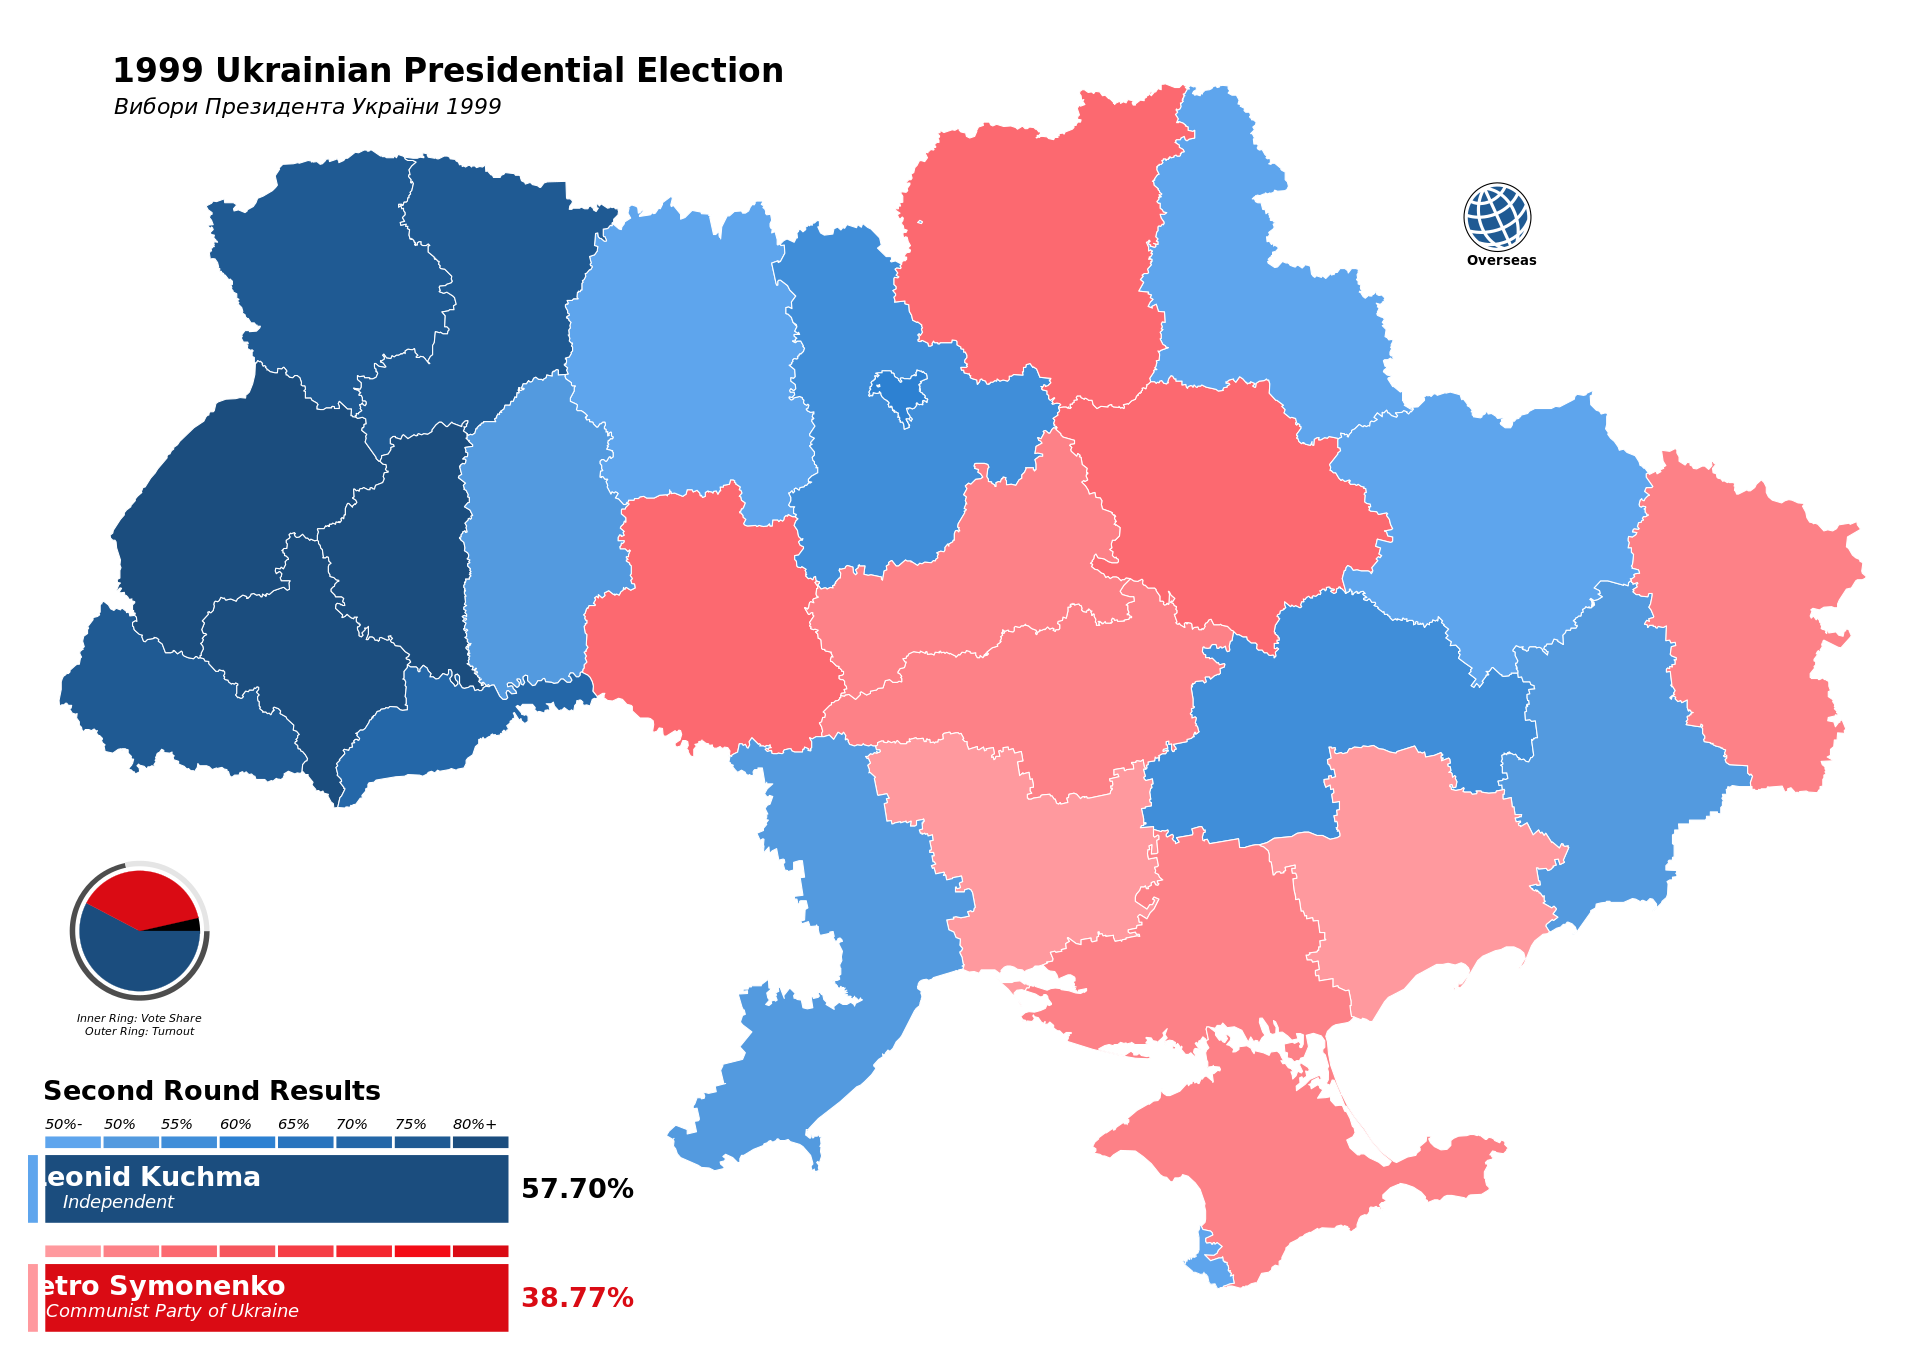 1999 Ukrainian Presidential Election
Вибори Президента України 1999
Overseas
Inner Ring: Vote Share
Outer Ring: Turnout
Second Round Results
50%- 50% 55% 60% 65% 70% 75% 80%+
Leonid Kuchma
Independent
57.70%
etro Symonenko
Communist Party of Ukraine
38.77%